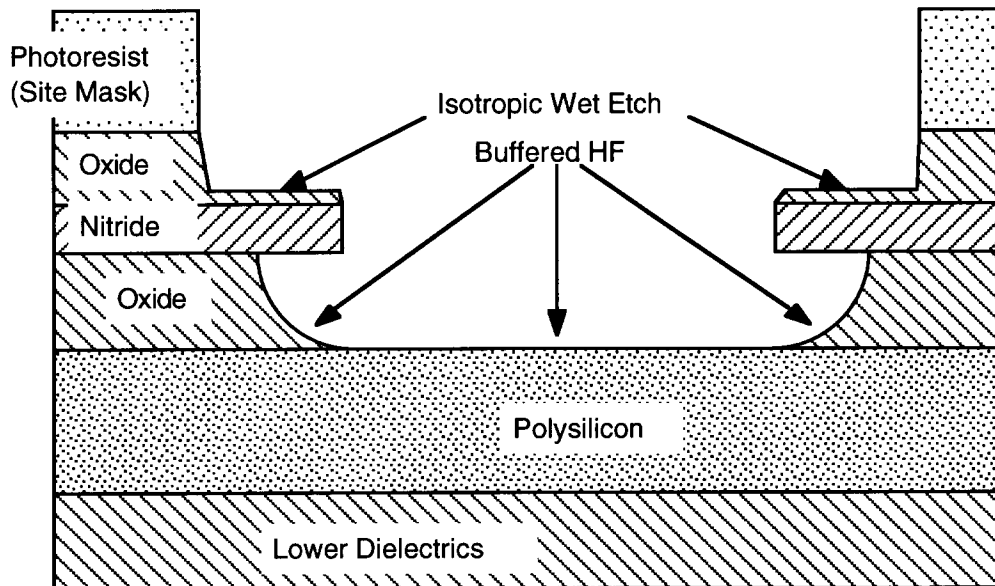 Photoresist
(Site Mask)
Isotropic Wet Etch
Buffered HF
Oxide
Nitride
Oxide
Polysilicon
Lower Dielectrics